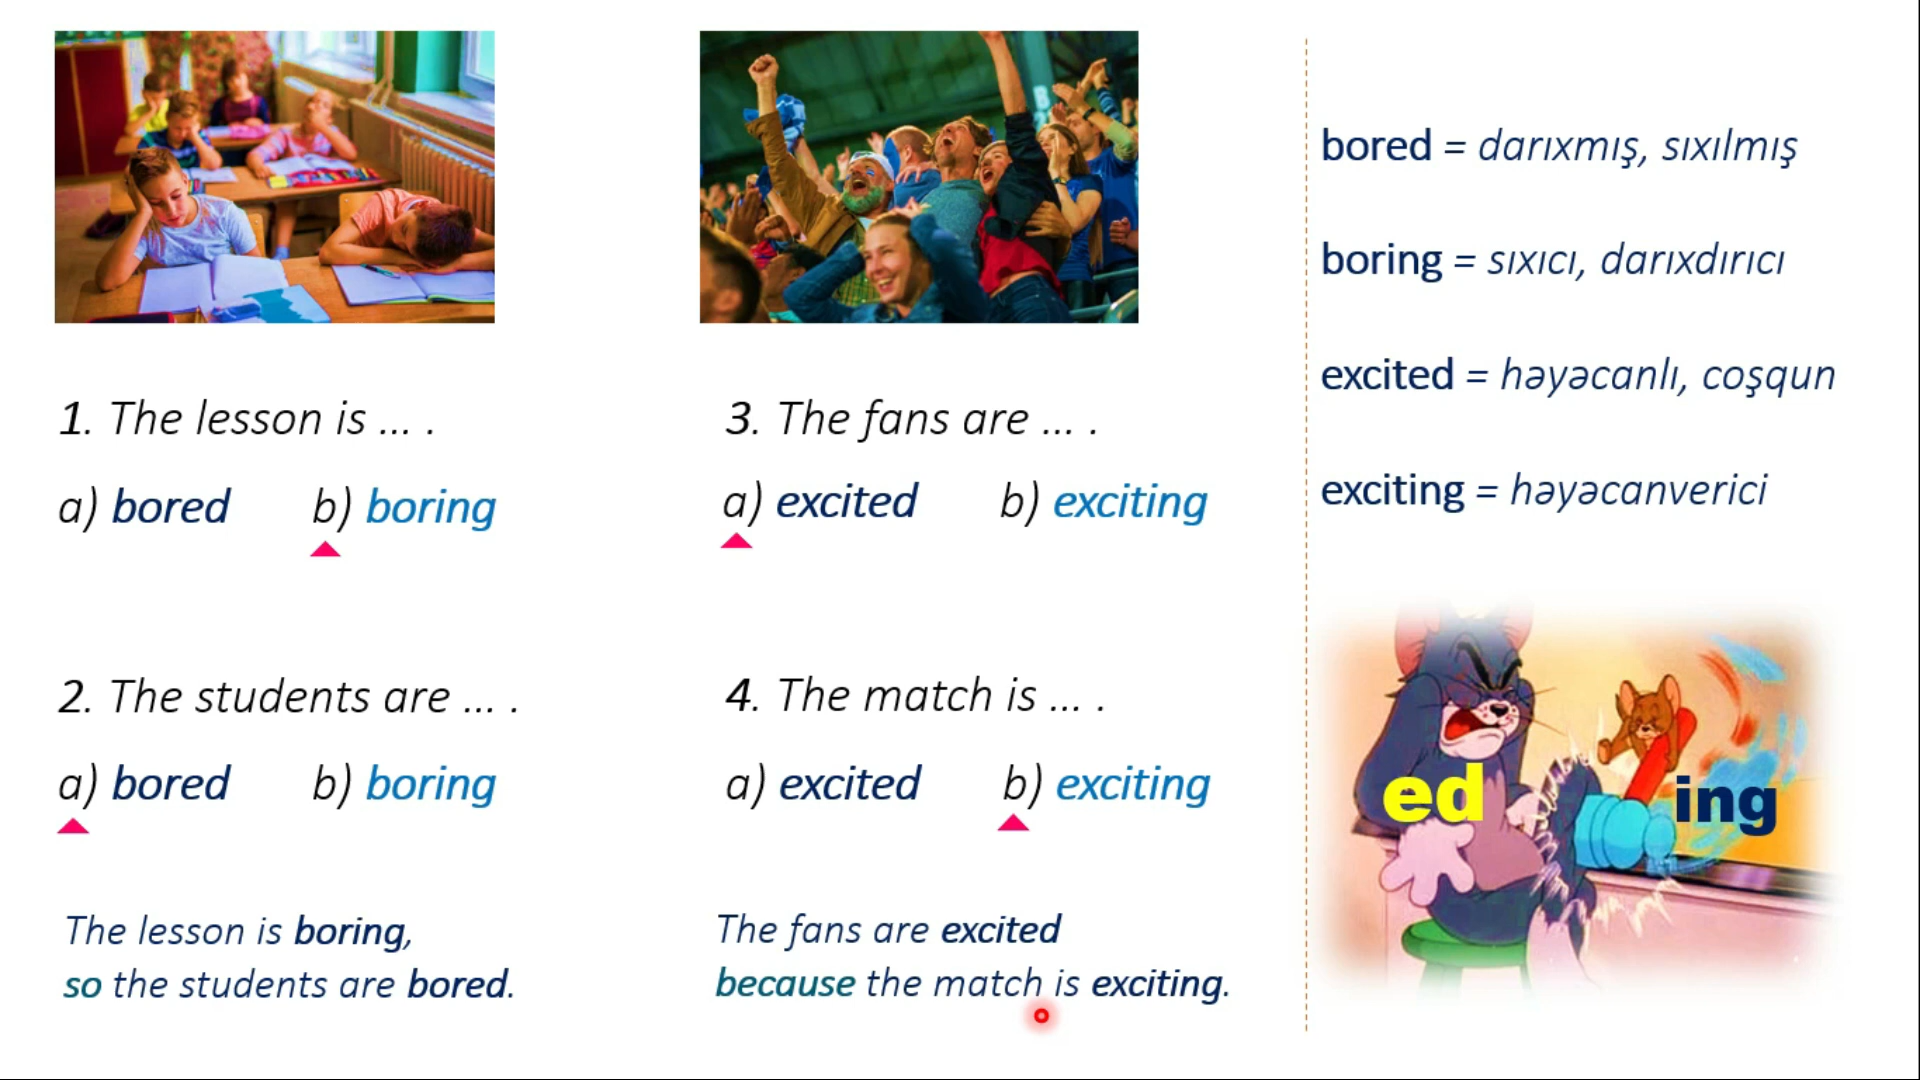 1. The lesson is ... .
a) bored b) boring
2. The students are ... .
a) bored b) boring
The lesson is boring,
so the students are bored.
3. The fans are ... .
a) excited b) exciting
4. The match is ... .
a) excited b) exciting
The fans are excited
because the match is exciting.
bored = darıxmış, sıxılmış
boring = sıxıcı, darıxdırıcı
excited = həyəcanlı, coşqun
exciting = həyəcanverici
ed ing